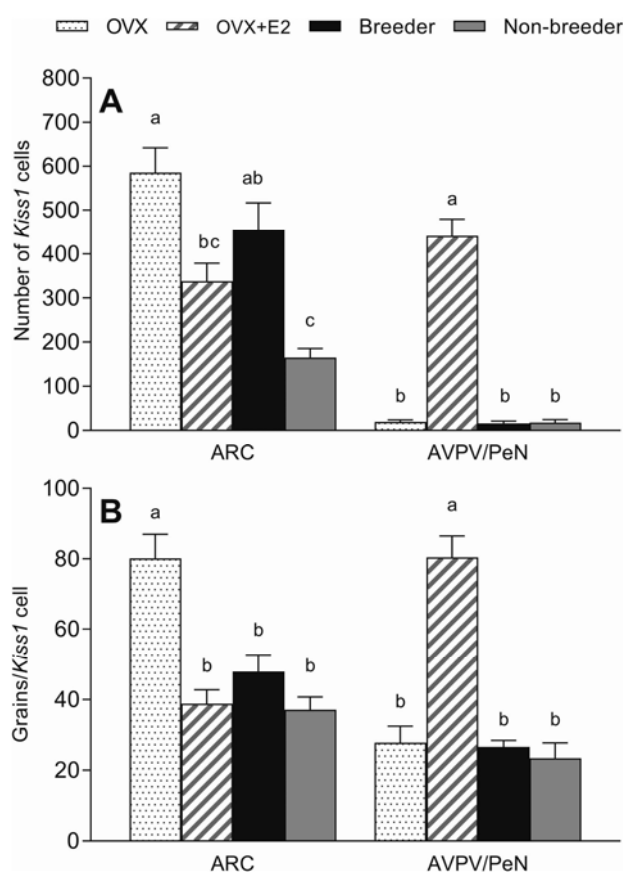 OVX OVX+E2 Breeder Non-breeder
A
Number of Kiss1 cells
800
700
600
500
400
300
200
100
0
a
bc
ab
c
b
a
b
b
ARC AVPV/PeN
B
Grains/Kiss1 cell
100
80
60
40
20
0
a
b
b
b
b
a
b
b
ARC AVPV/PeN